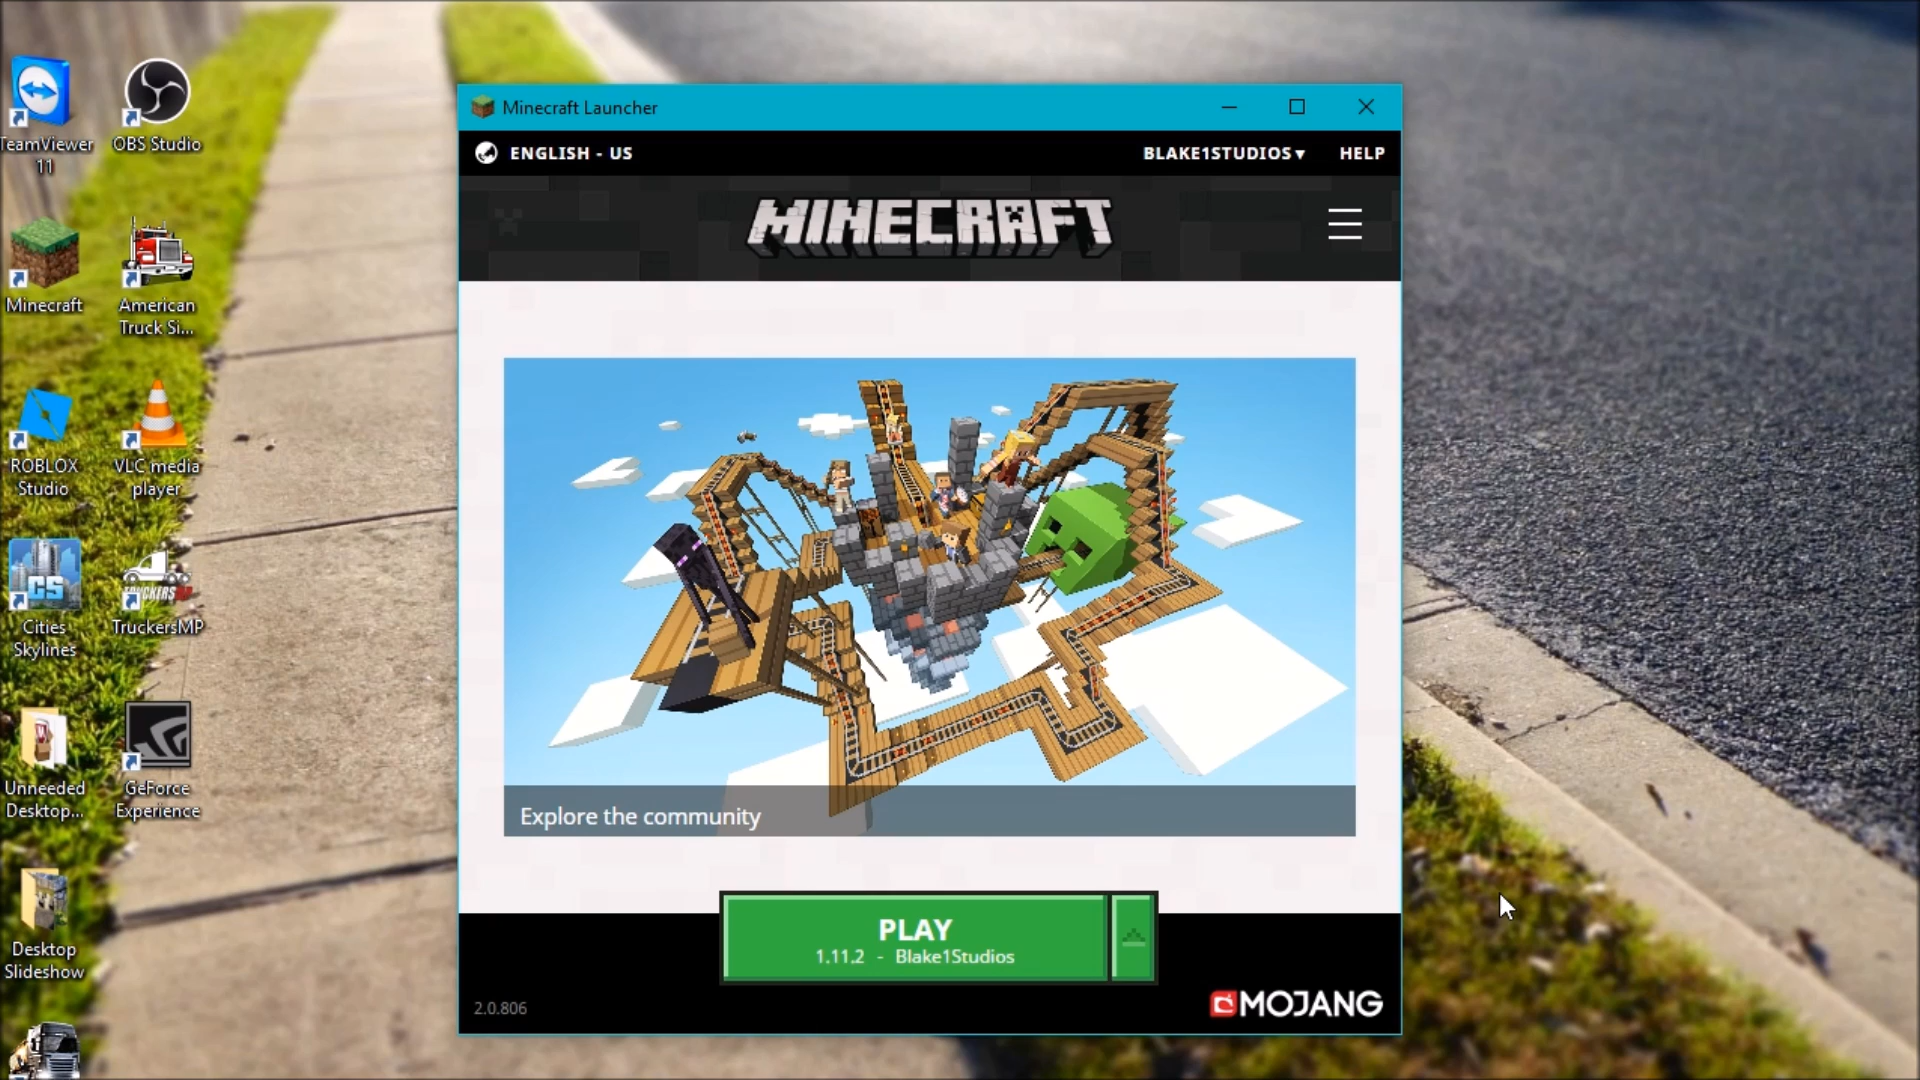 TeamViewer
11
OBS Studio
Minecraft
American
Truck Si...
ROBLOX
Studio
VLC media
player
CS
Cities
Skylines
TRUCKERSMP
TruckersMP
Unneeded
Desktop...
GeForce
Experience
Desktop
Slideshow
Minecraft Launcher
ENGLISH - US
BLAKE1STUDIOS▾
HELP
MINECRAFT
Explore the community
PLAY
1.11.2 - Blake1Studios
2.0.806
MOJANG